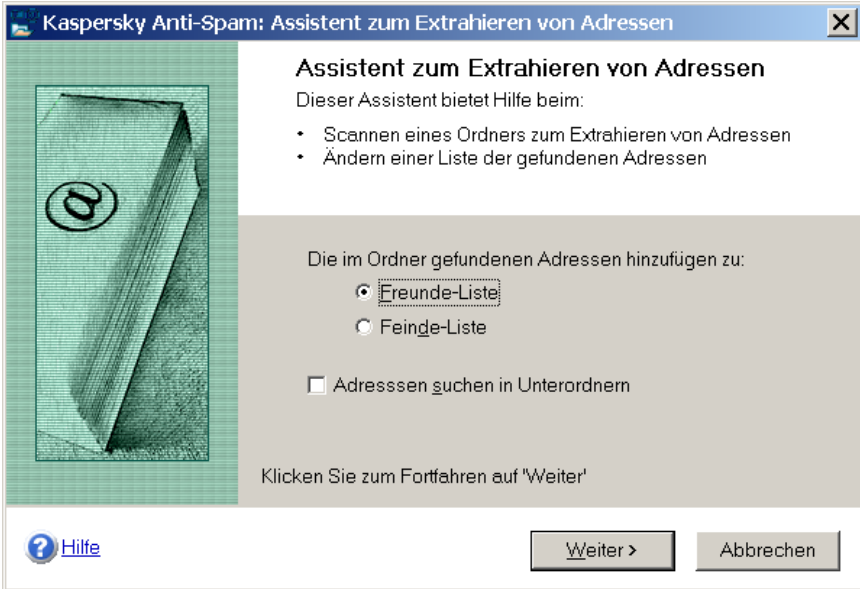 Kaspersky Anti-Spam: Assistent zum Extrahieren von Adressen
Assistent zum Extrahieren von Adressen
Dieser Assistent bietet Hilfe beim:
• Scannen eines Ordners zum Extrahieren von Adressen
• Ändern einer Liste der gefundenen Adressen
@
Die im Ordner gefundenen Adressen hinzufügen zu:
Freunde-Liste
Feinde-Liste
Adresssen suchen in Unterordnern
Klicken Sie zum Fortfahren auf 'Weiter'
Hilfe
Weiter >
Abbrechen